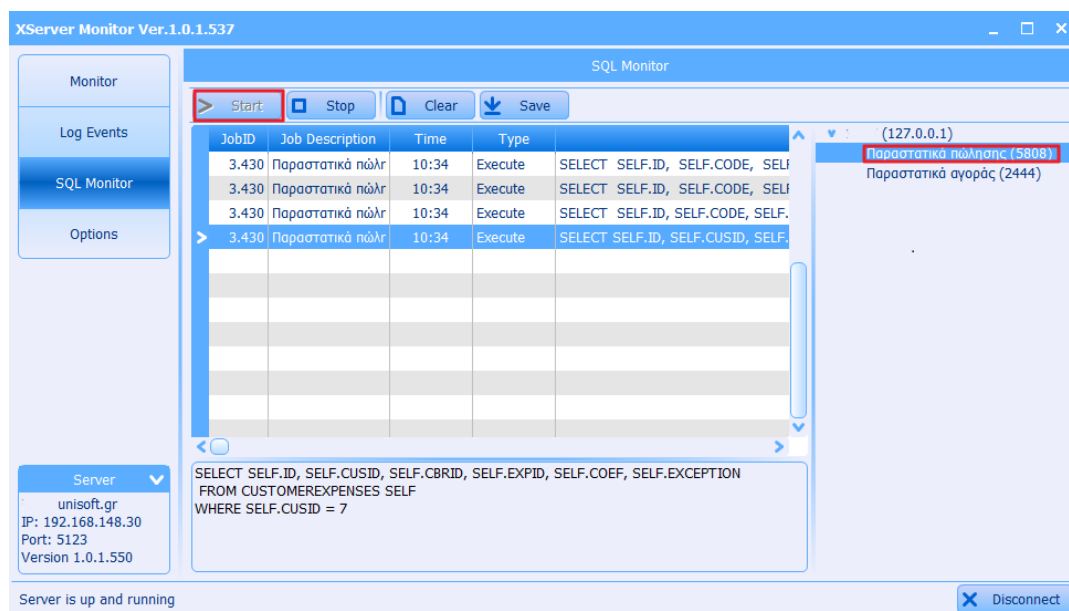 XServer Monitor Ver.1.0.1.537
Monitor
Log Events
SQL Monitor
Options
SQL Monitor
Start
Stop
Clear
Save
JobID Job Description Time Type
3.430 Παραστατικά πώλη 10:34 Execute SELECT SELF.ID, SELF.CODE, SELF
3.430 Παραστατικά πώλη 10:34 Execute SELECT SELF.ID, SELF.CODE, SELF
3.430 Παραστατικά πώλη 10:34 Execute SELECT SELF.ID, SELF.CODE, SELF.
3.430 Παραστατικά πώλη 10:34 Execute SELECT SELF.ID, SELF.CUSID, SELF.
(127.0.0.1)
Παραστατικά πώλησης (5808)
Παραστατικά αγοράς (2444)
SELECT SELF.ID, SELF.CUSID, SELF.CBRID, SELF.EXPID, SELF.COEF, SELF.EXCEPTION
FROM CUSTOMEREXPENSES SELF
WHERE SELF.CUSID = 7
Server
unisoft.gr
IP: 192.168.148.30
Port: 5123
Version 1.0.1.550
Server is up and running
Disconnect